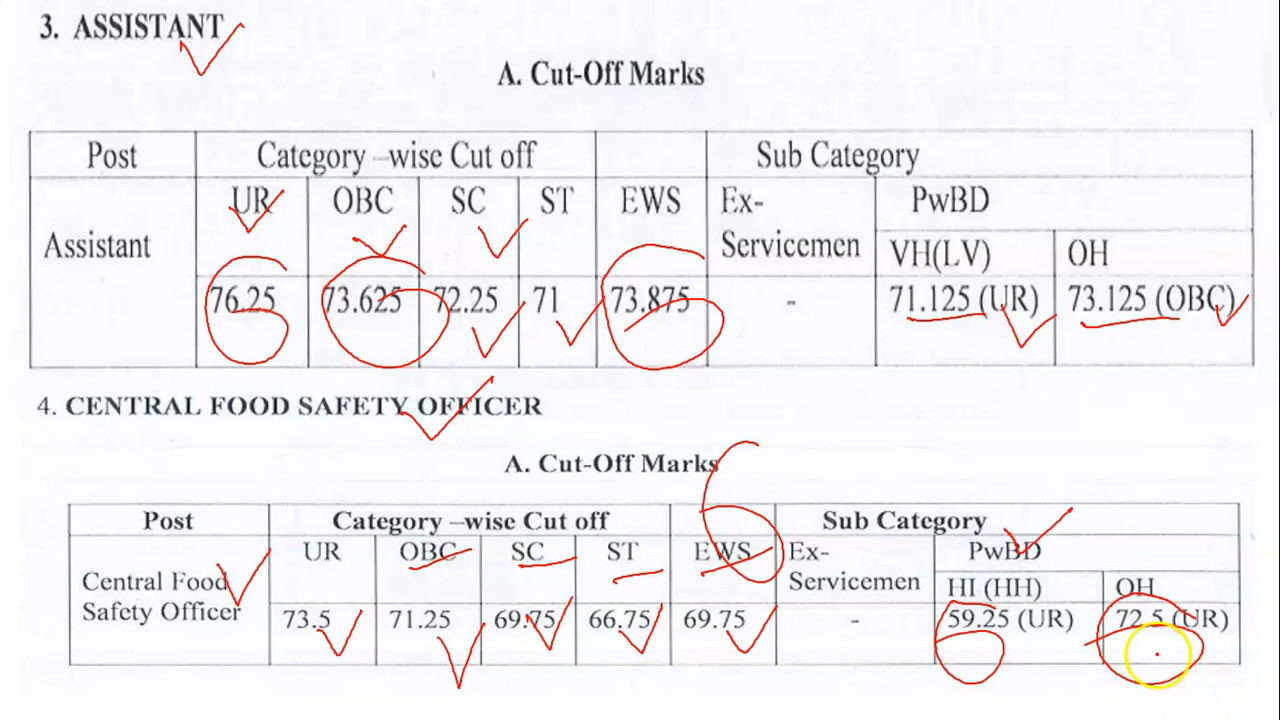 3. ASSISTANT
A. Cut-Off Marks
Post Category –wise Cut off Sub Category
Assistant UR OBC SC ST EWS Ex-Servicemen PwBD
VH(LV) OH
76.25 73.625 72.25 71 73.875 - 71.125 (UR) 73.125 (OBC)
4. CENTRAL FOOD SAFETY OFFICER
A. Cut-Off Marks
Post Category –wise Cut off Sub Category
Central Food Safety Officer UR OBC SC ST EWS Ex-Servicemen PwBD
HI (HH) OH
73.5 71.25 69.75 66.75 69.75 - 59.25 (UR) 72.5 (UR)